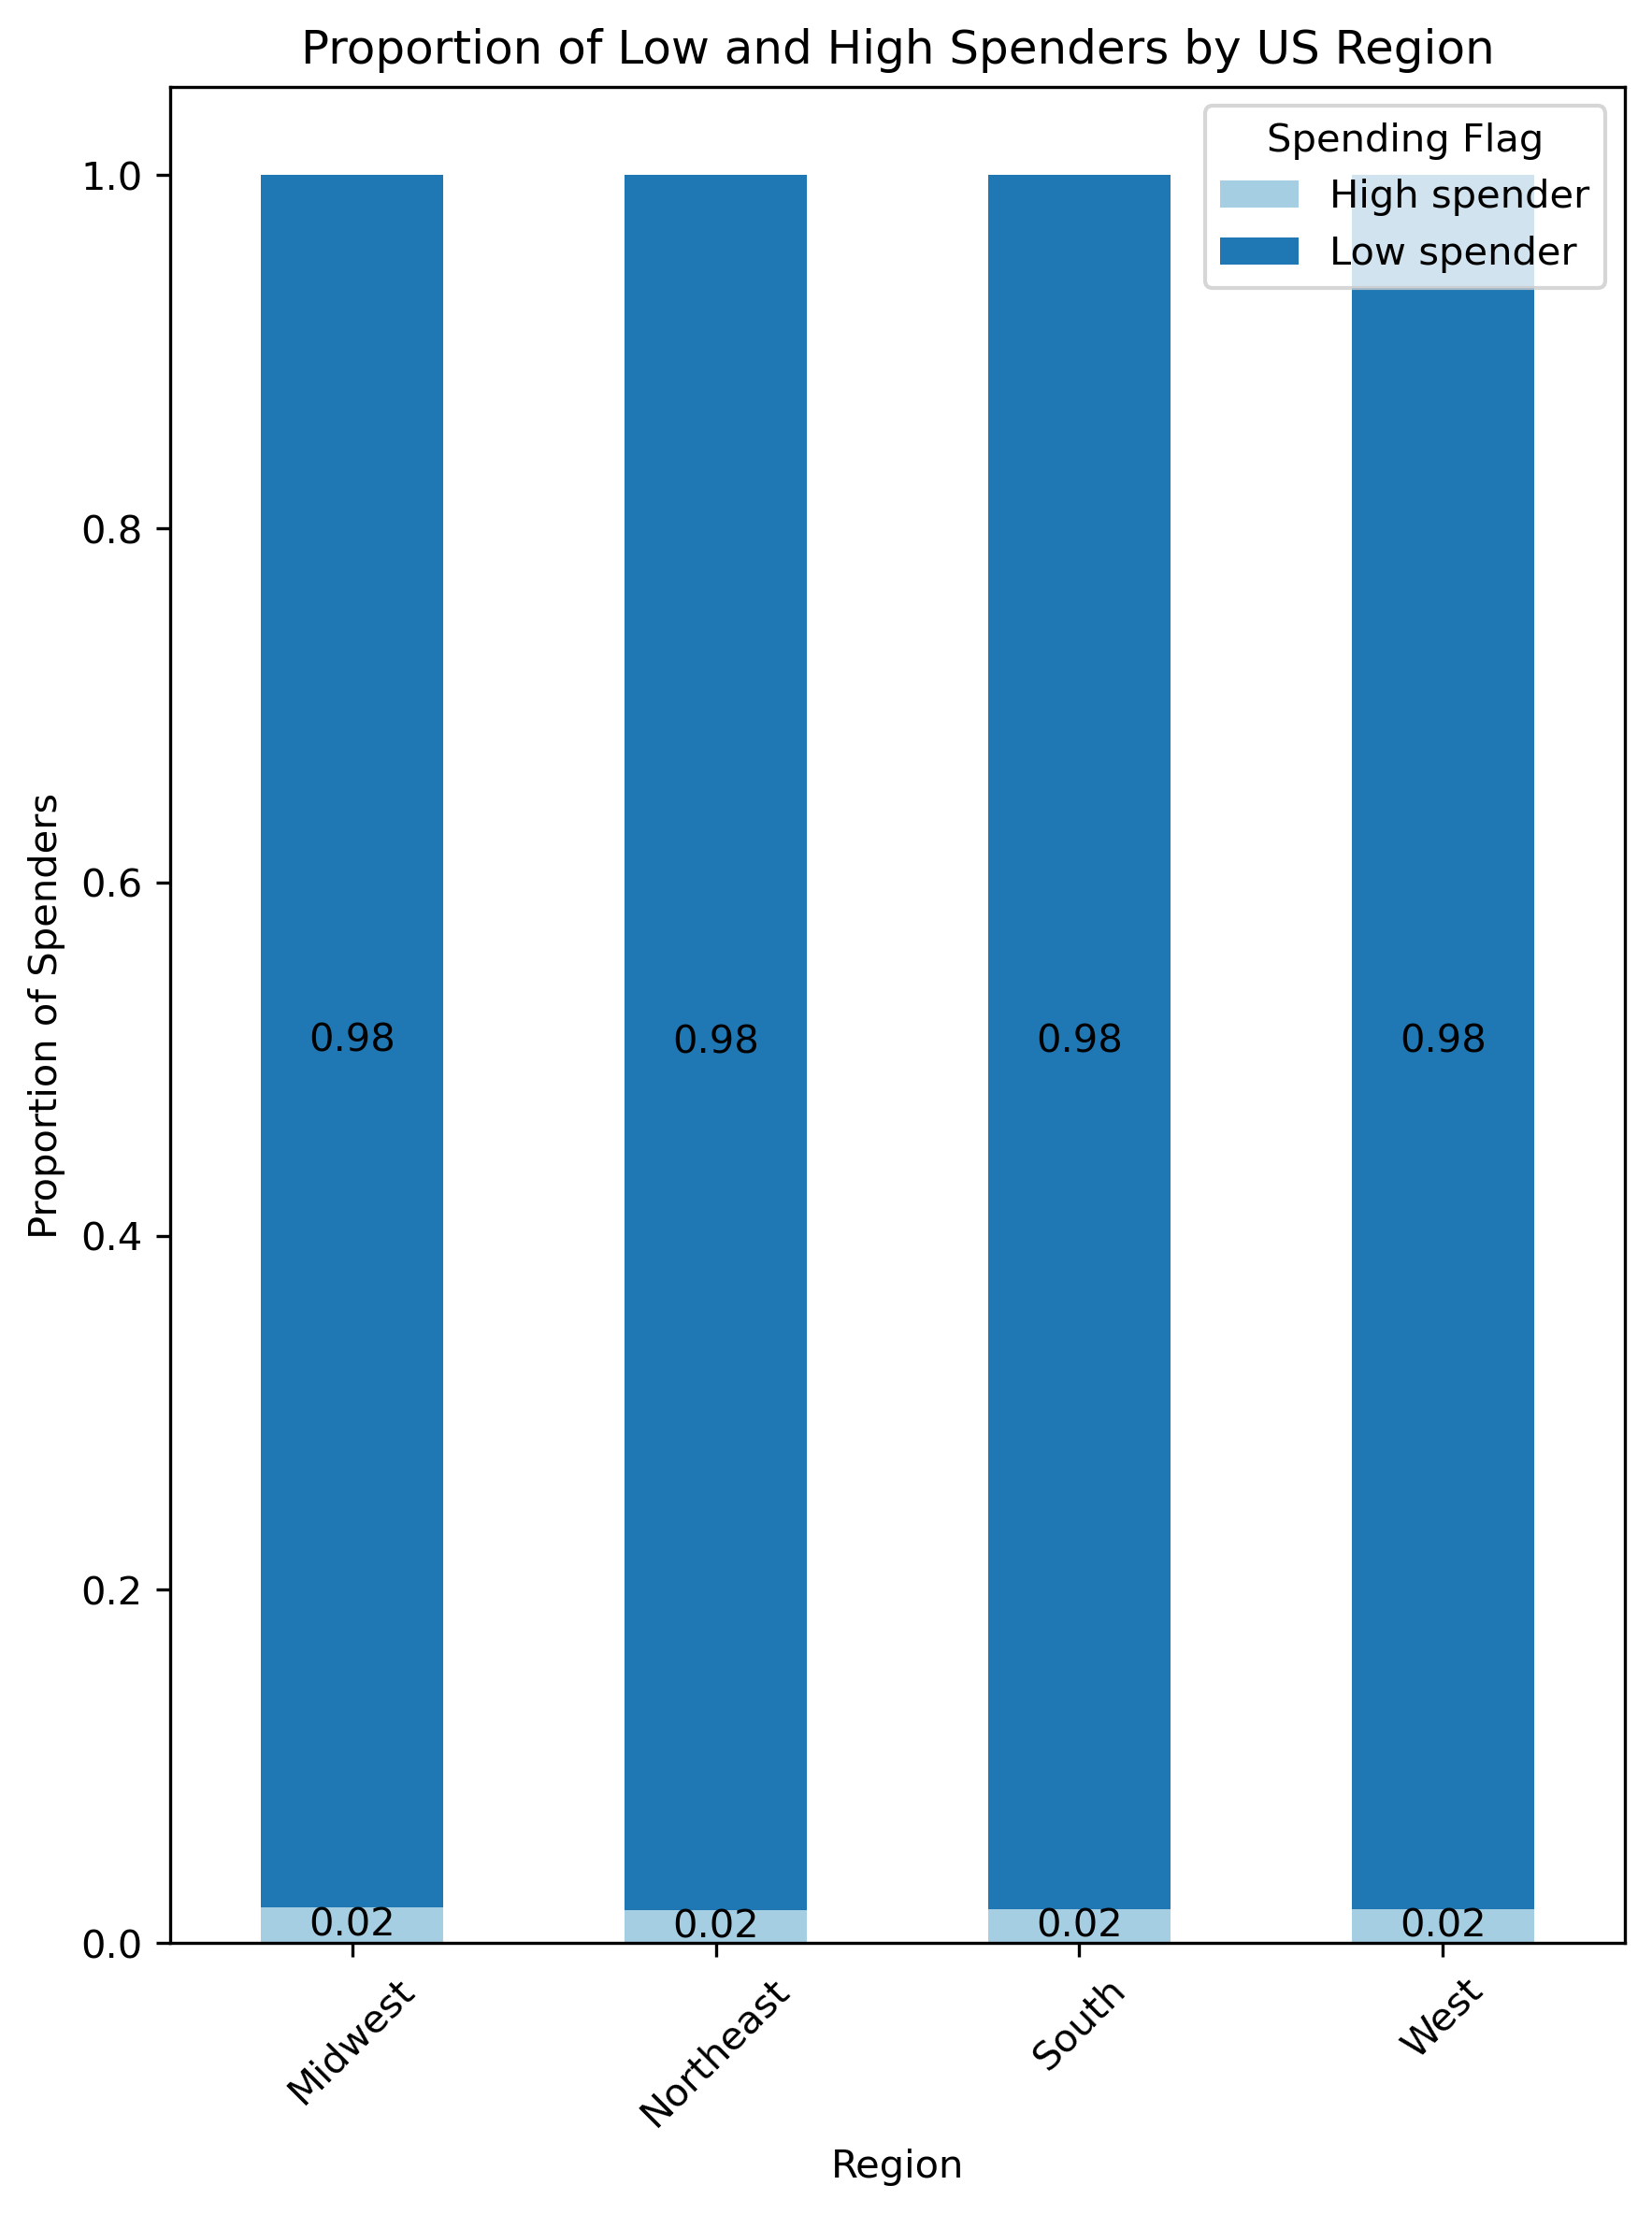 Proportion of Low and High Spenders by US Region
Spending Flag
High spender
Low spender
1.0
0.8
0.6
0.4
0.2
0.0
Proportion of Spenders
0.98
0.98
0.98
0.98
0.02
0.02
0.02
0.02
Midwest
Northeast
South
West
Region